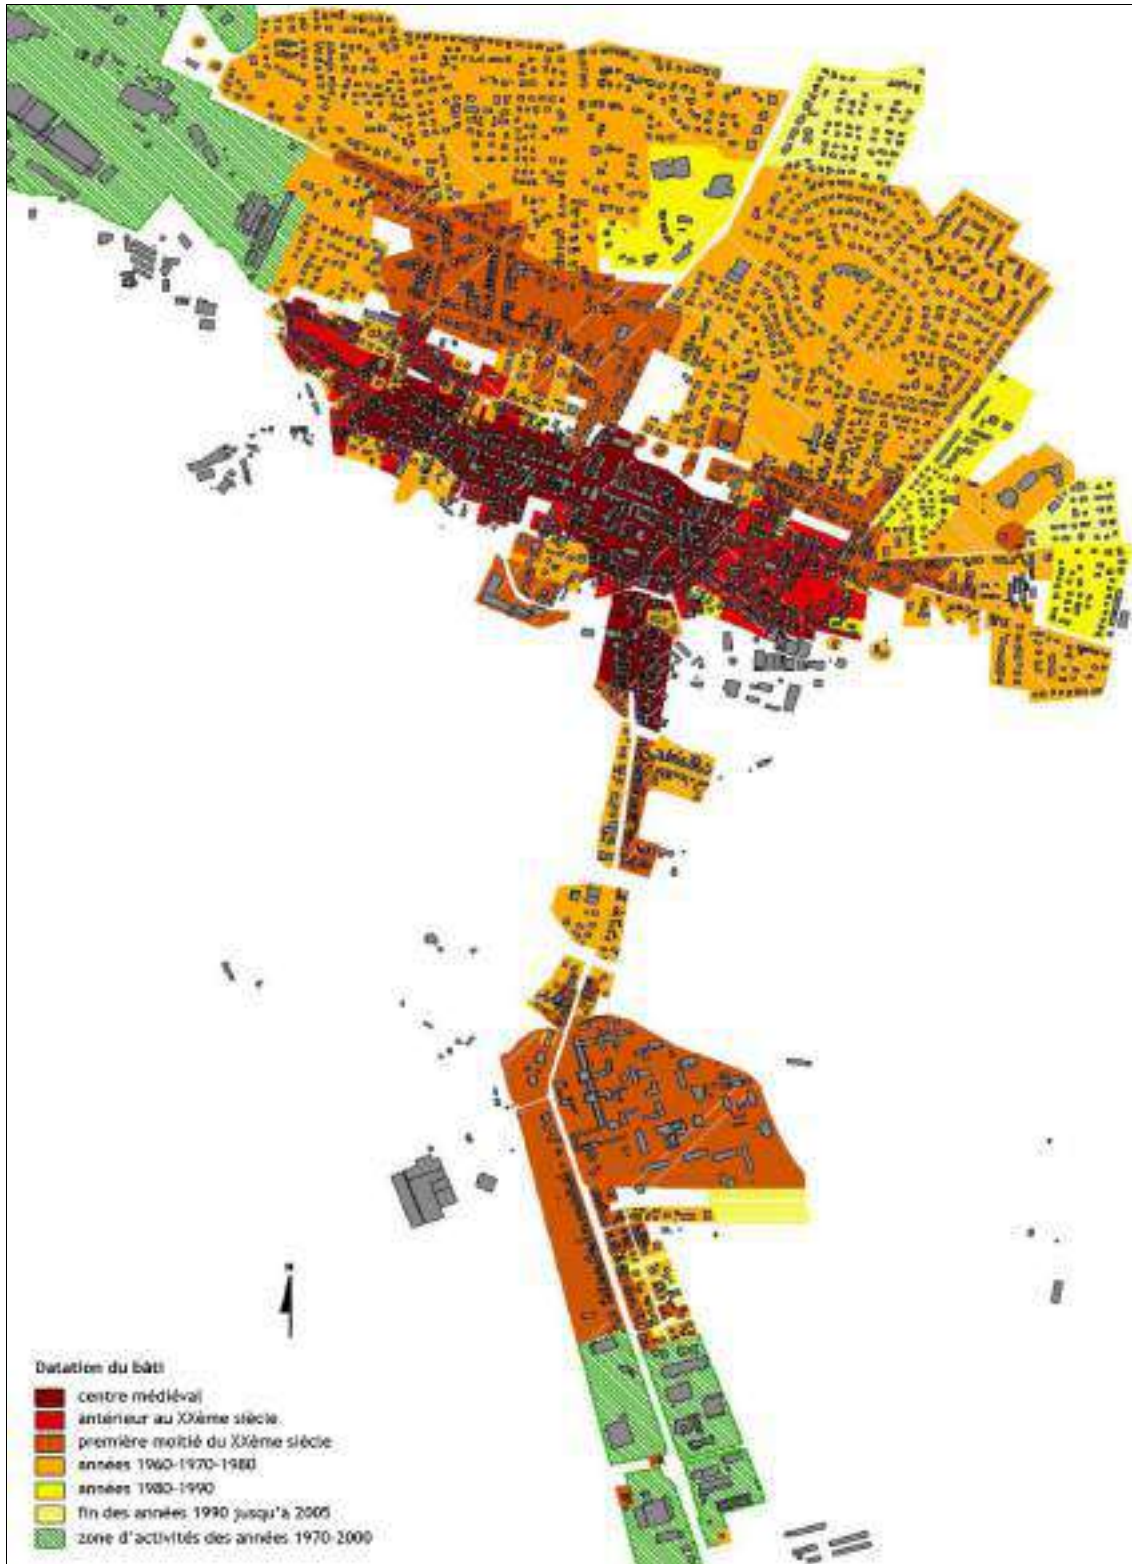 N
Datation du bâti
centre médiéval
antérieur au XXème siècle
première moitié du XXème siècle
années 1960-1970-1980
années 1980-1990
fin des années 1990 jusqu'à 2005
zone d'activités des années 1970-2000